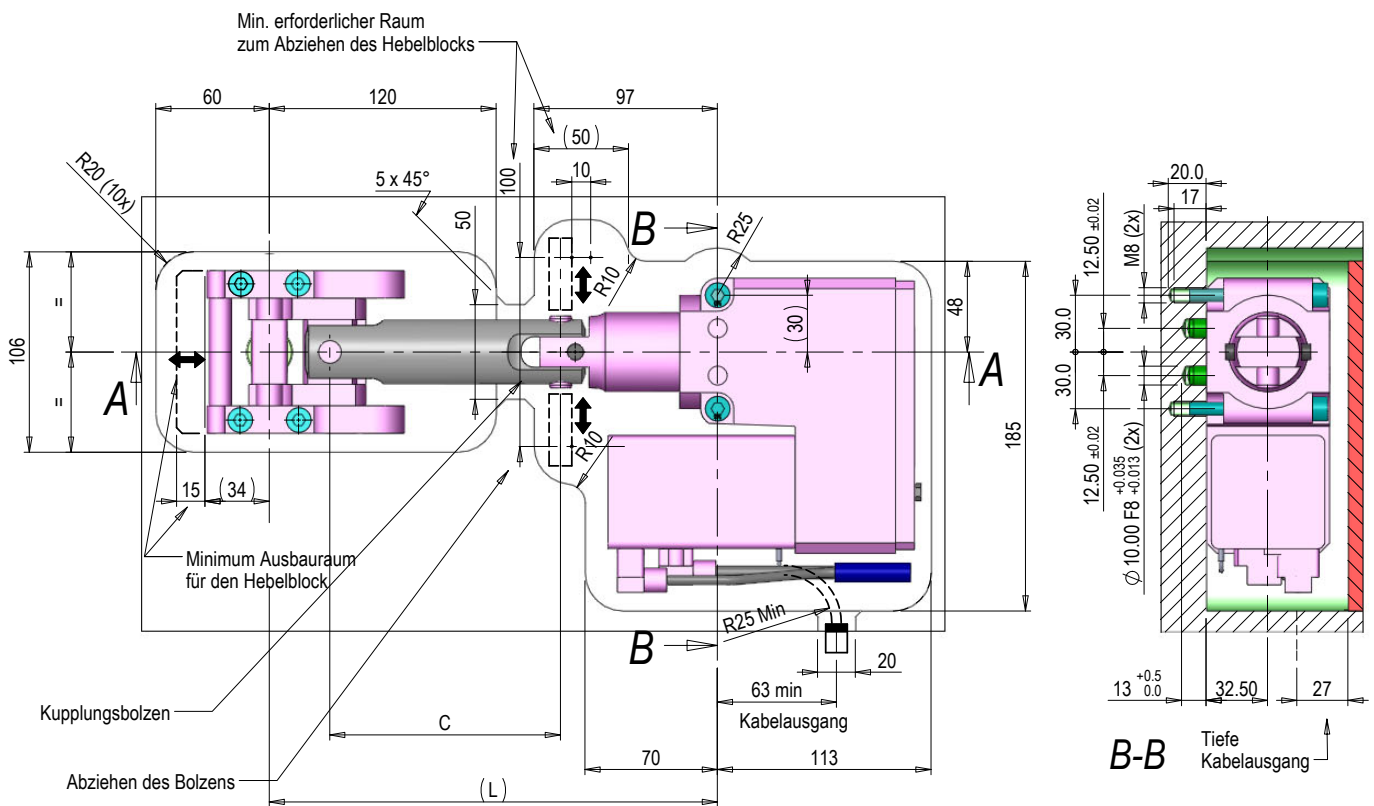 Min. erforderlicher Raum
zum Abziehen des Hebelblocks
60
120
97
(50)
10
R20 (10x)
5 x 45°
50
100
B
R25
R10
(30)
48
106
=
=
A
A
185
R10
15
(34)
Minimum Ausbauraum
für den Hebelblock
R25 Min
B
20
63 min
Kabelausgang
Kupplungsbolzen
C
Abziehen des Bolzens
70
113
(L)
20.0
17
12.50 ±0.02
M8 (2x)
30.0
30.0
12.50 ±0.02
∅ 10.00 F8 +0.035 +0.013 (2x)
13 +0.5 0.0
32.50
27
B-B
Tiefe
Kabelausgang